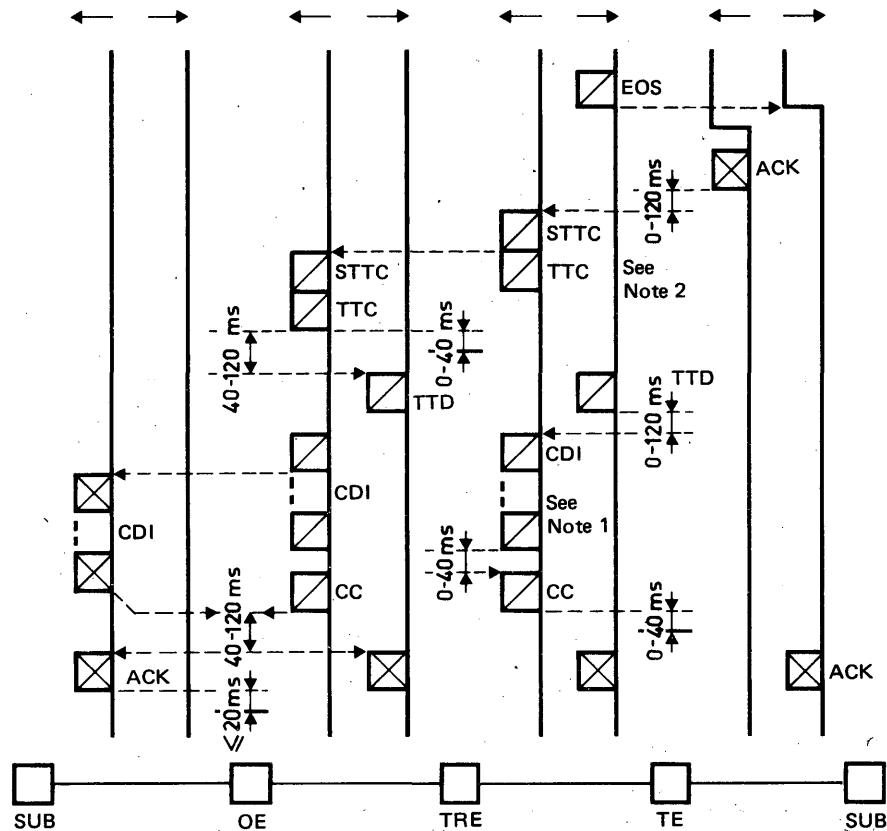 EOS
ACK
0-120 ms
STTC
STTC
TTC
See
Note 2
TTC
40-120 ms
0-40 ms
TTD
TTD
0-120 ms
CDI
CDI
See
Note 1
CDI
0-40 ms
CC
CC
0-40 ms
40-120 ms
ACK
ACK
≤20ms
SUB
OE
TRE
TE
SUB